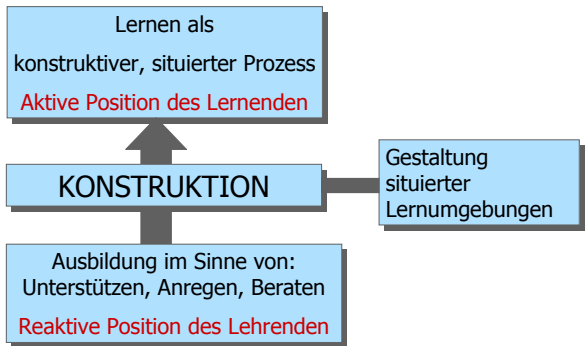 Lernen als
konstruktiver, situierter Prozess
Aktive Position des Lernenden
KONSTRUKTION
Gestaltung
situierter
Lernumgebungen
Ausbildung im Sinne von:
Unterstützen, Anregen, Beraten
Reaktive Position des Lehrenden